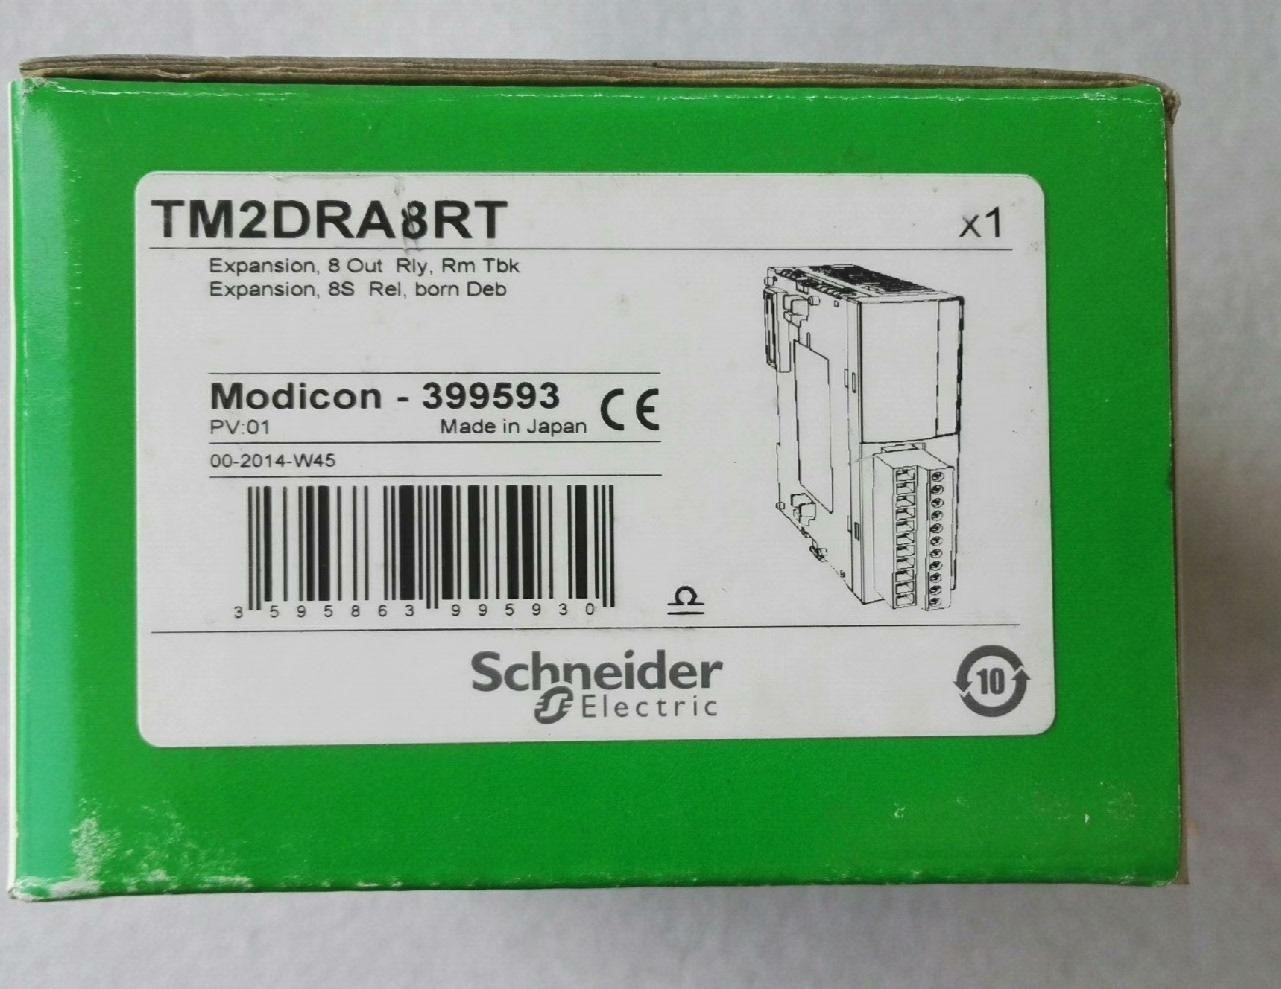 TM2DRA8RT
x1
Expansion, 8 Out Rly, Rm Tbk
Expansion, 8S Rel, born Deb
Modicon - 399593 CE
PV:01 Made in Japan
00-2014-W45
3 595863 995930
Schneider
Electric
10